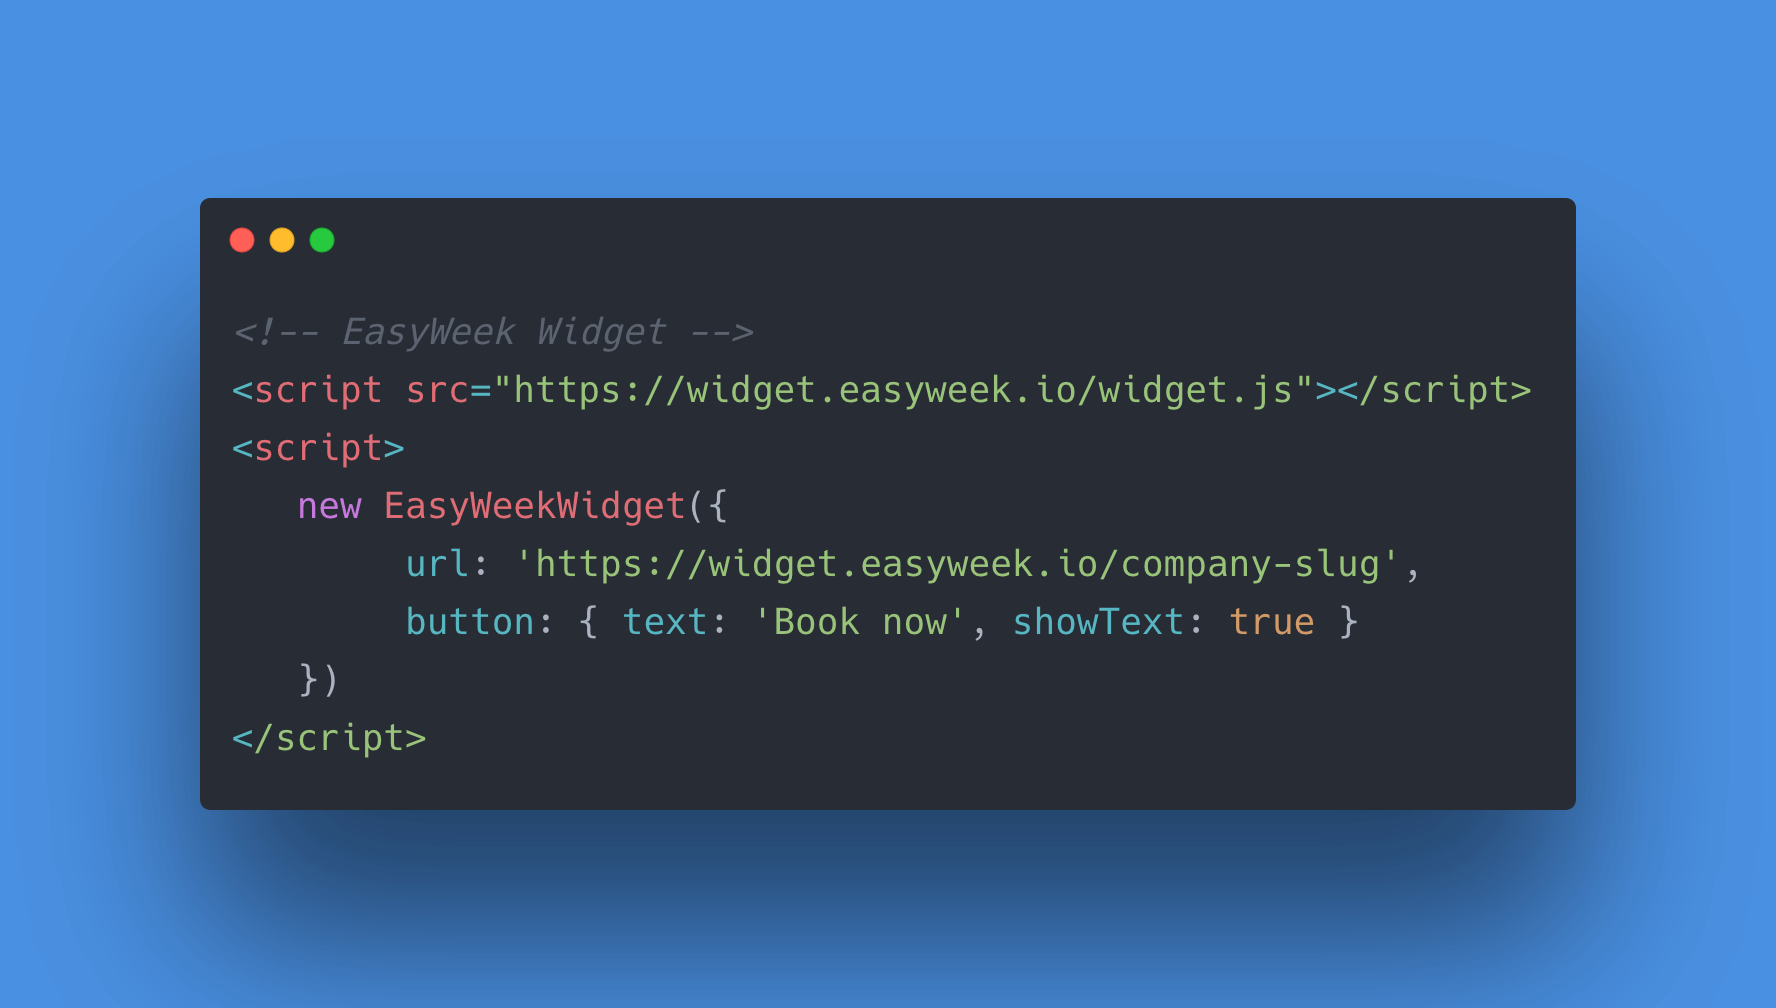 <!-- EasyWeek Widget -->
<script src="https://widget.easyweek.io/widget.js"></script>
<script>
   new EasyWeekWidget({
        url: 'https://widget.easyweek.io/company-slug',
        button: { text: 'Book now', showText: true }
   })
</script>